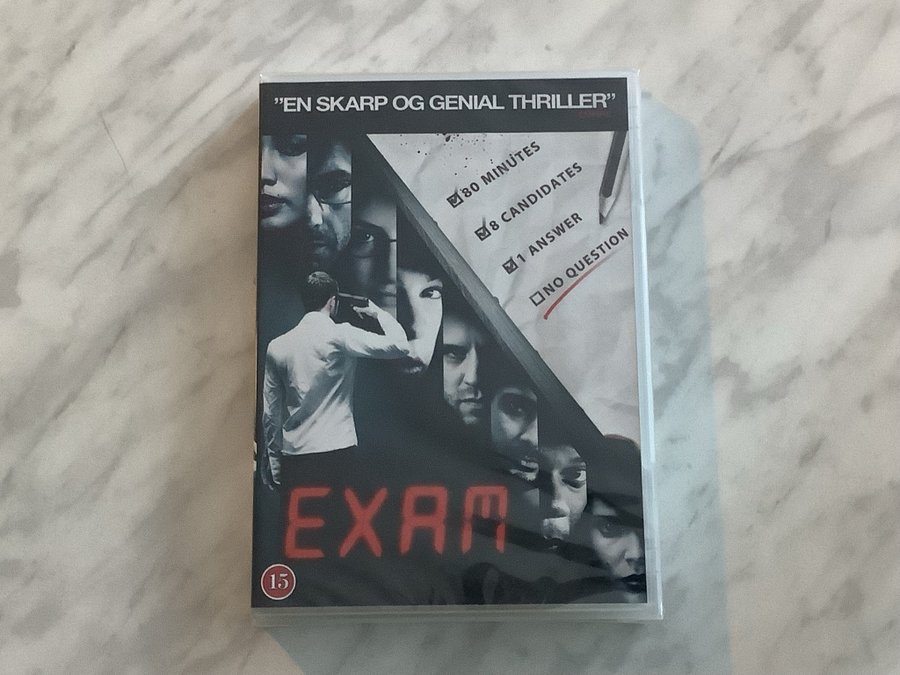 ”EN SKARP OG GENIAL THRILLER”
80 MINUTES
8 CANDIDATES
1 ANSWER
NO QUESTION
EXAM
15